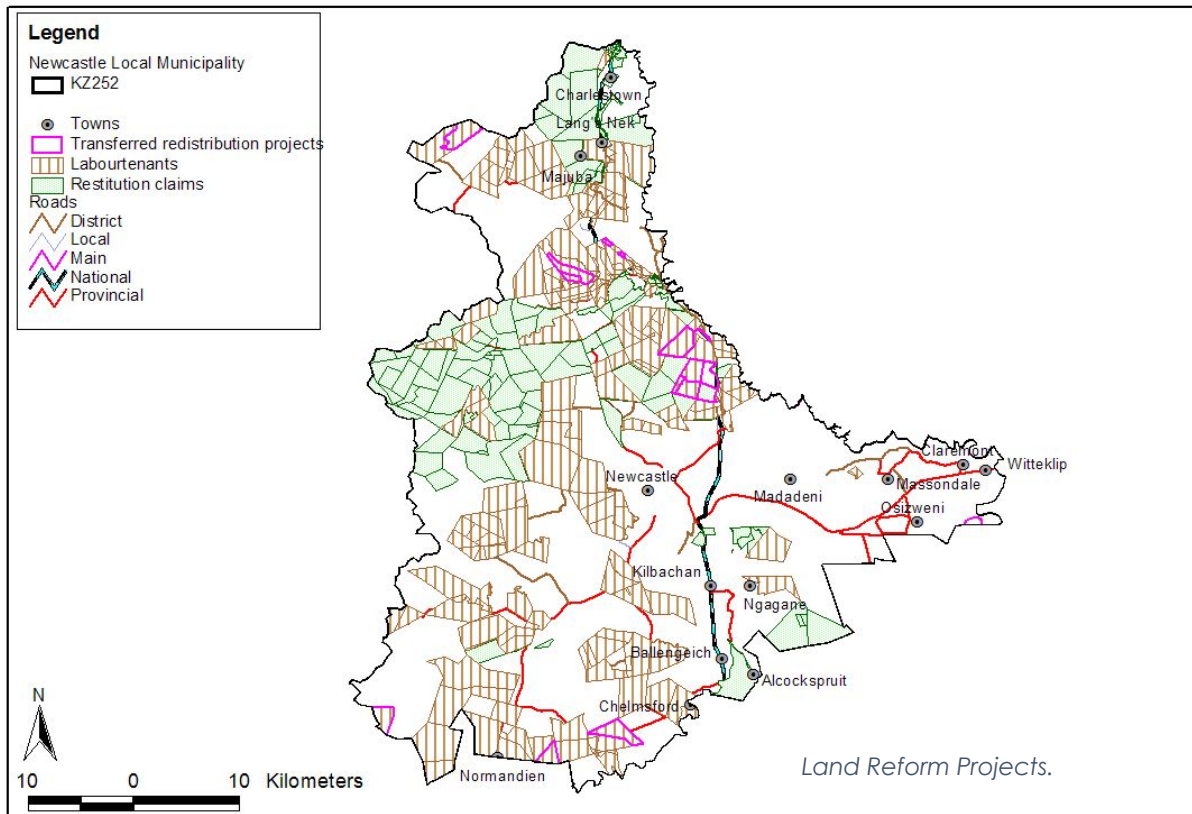 Legend
Newcastle Local Municipality
KZ252
Towns
Transferred redistribution projects
Labourtenants
Restitution claims
Roads
District
Local
Main
National
Provincial
Charlestown
Lang's Nek
Majuba
Claremont
Witteklip
Newcastle
Madadeni
Massondale
Osizweni
Kilbachan
Ngagane
Ballengeich
Alcockspruit
Chelmsford
Normandien
N
10 0 10 Kilometers
Land Reform Projects.